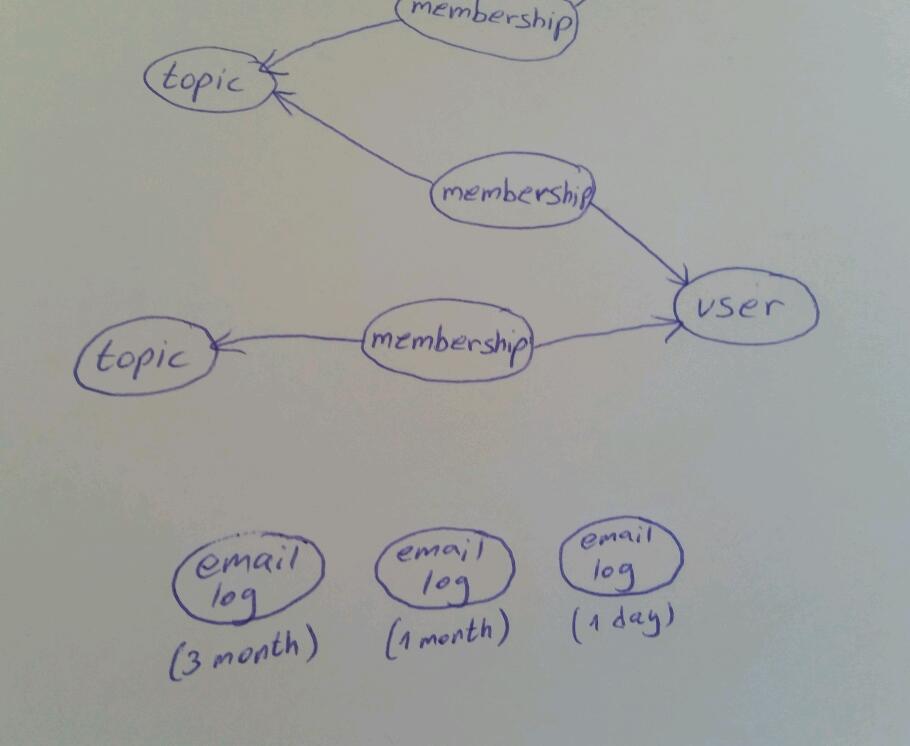 membership
topic
membership
user
topic
membership
email
log
(3 month)
email
log
(1 month)
email
log
(1 day)